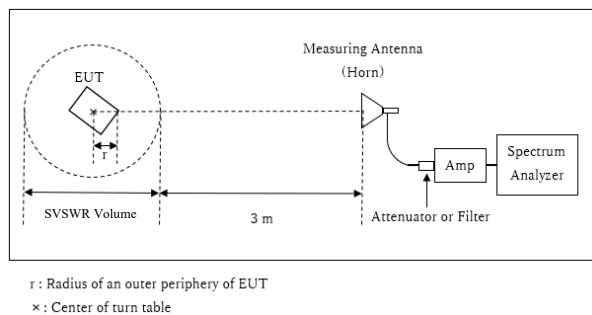 Measuring Antenna
(Horn)
EUT
r
Amp
Spectrum
Analyzer
SVSWR Volume
3 m
Attenuator or Filter
r : Radius of an outer periphery of EUT
× : Center of turn table